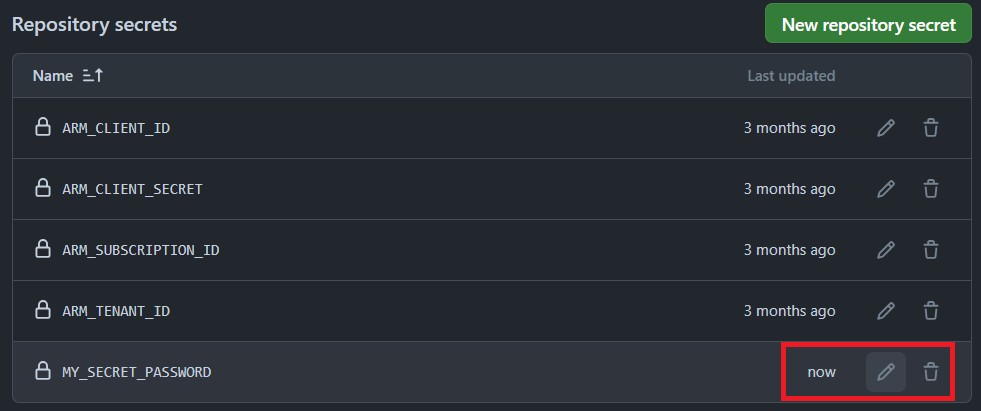 Repository secrets
New repository secret
Name Last updated
ARM_CLIENT_ID 3 months ago
ARM_CLIENT_SECRET 3 months ago
ARM_SUBSCRIPTION_ID 3 months ago
ARM_TENANT_ID 3 months ago
MY_SECRET_PASSWORD now